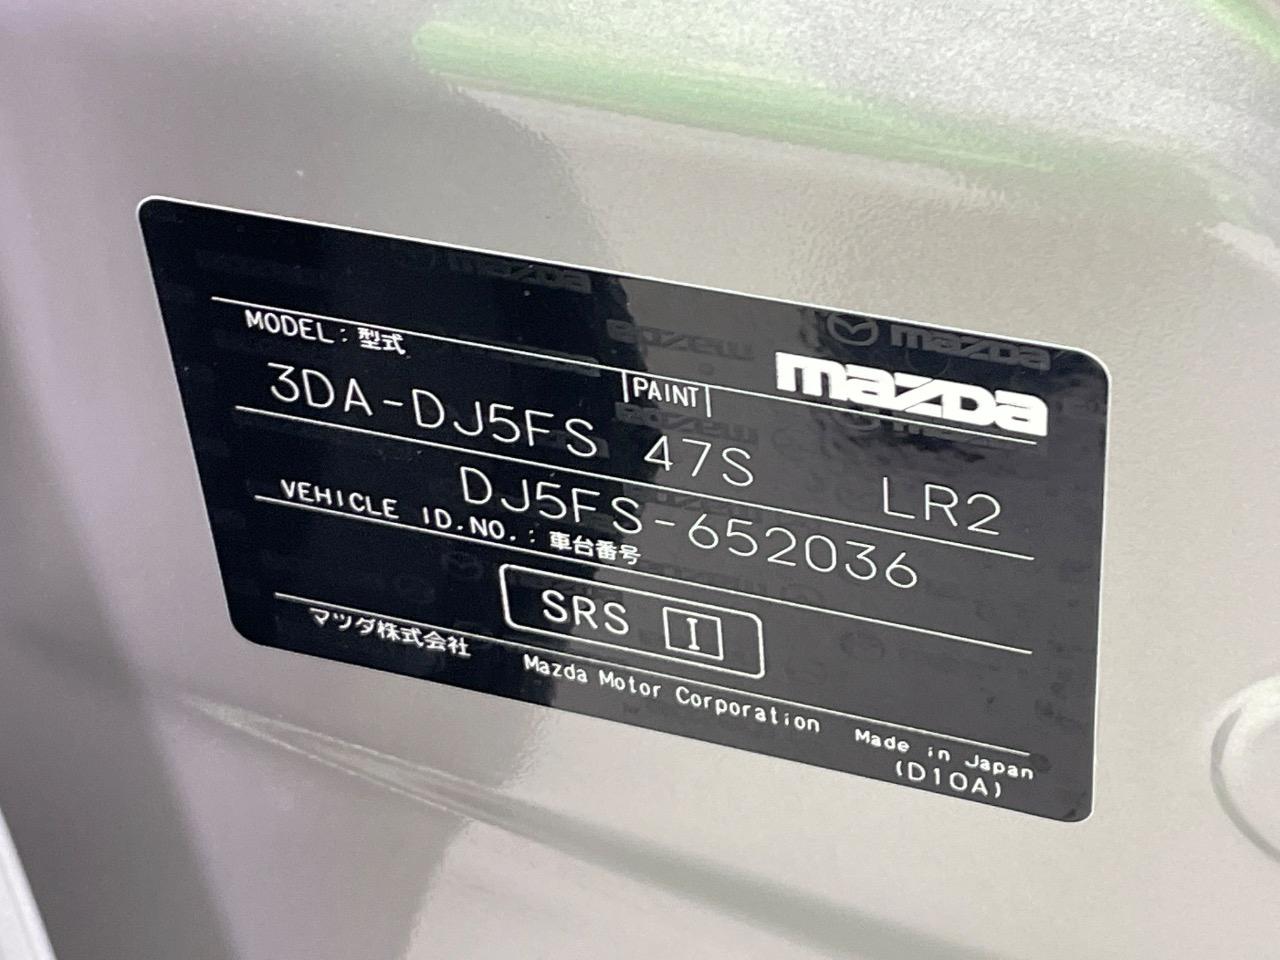 mazda
MODEL : 型式
PAINT
3DA-DJ5FS 47S LR2
DJ5FS-652036
VEHICLE ID.NO. : 車台番号
SRS I
マツダ株式会社 Mazda Motor Corporation Made in Japan
(D10A)